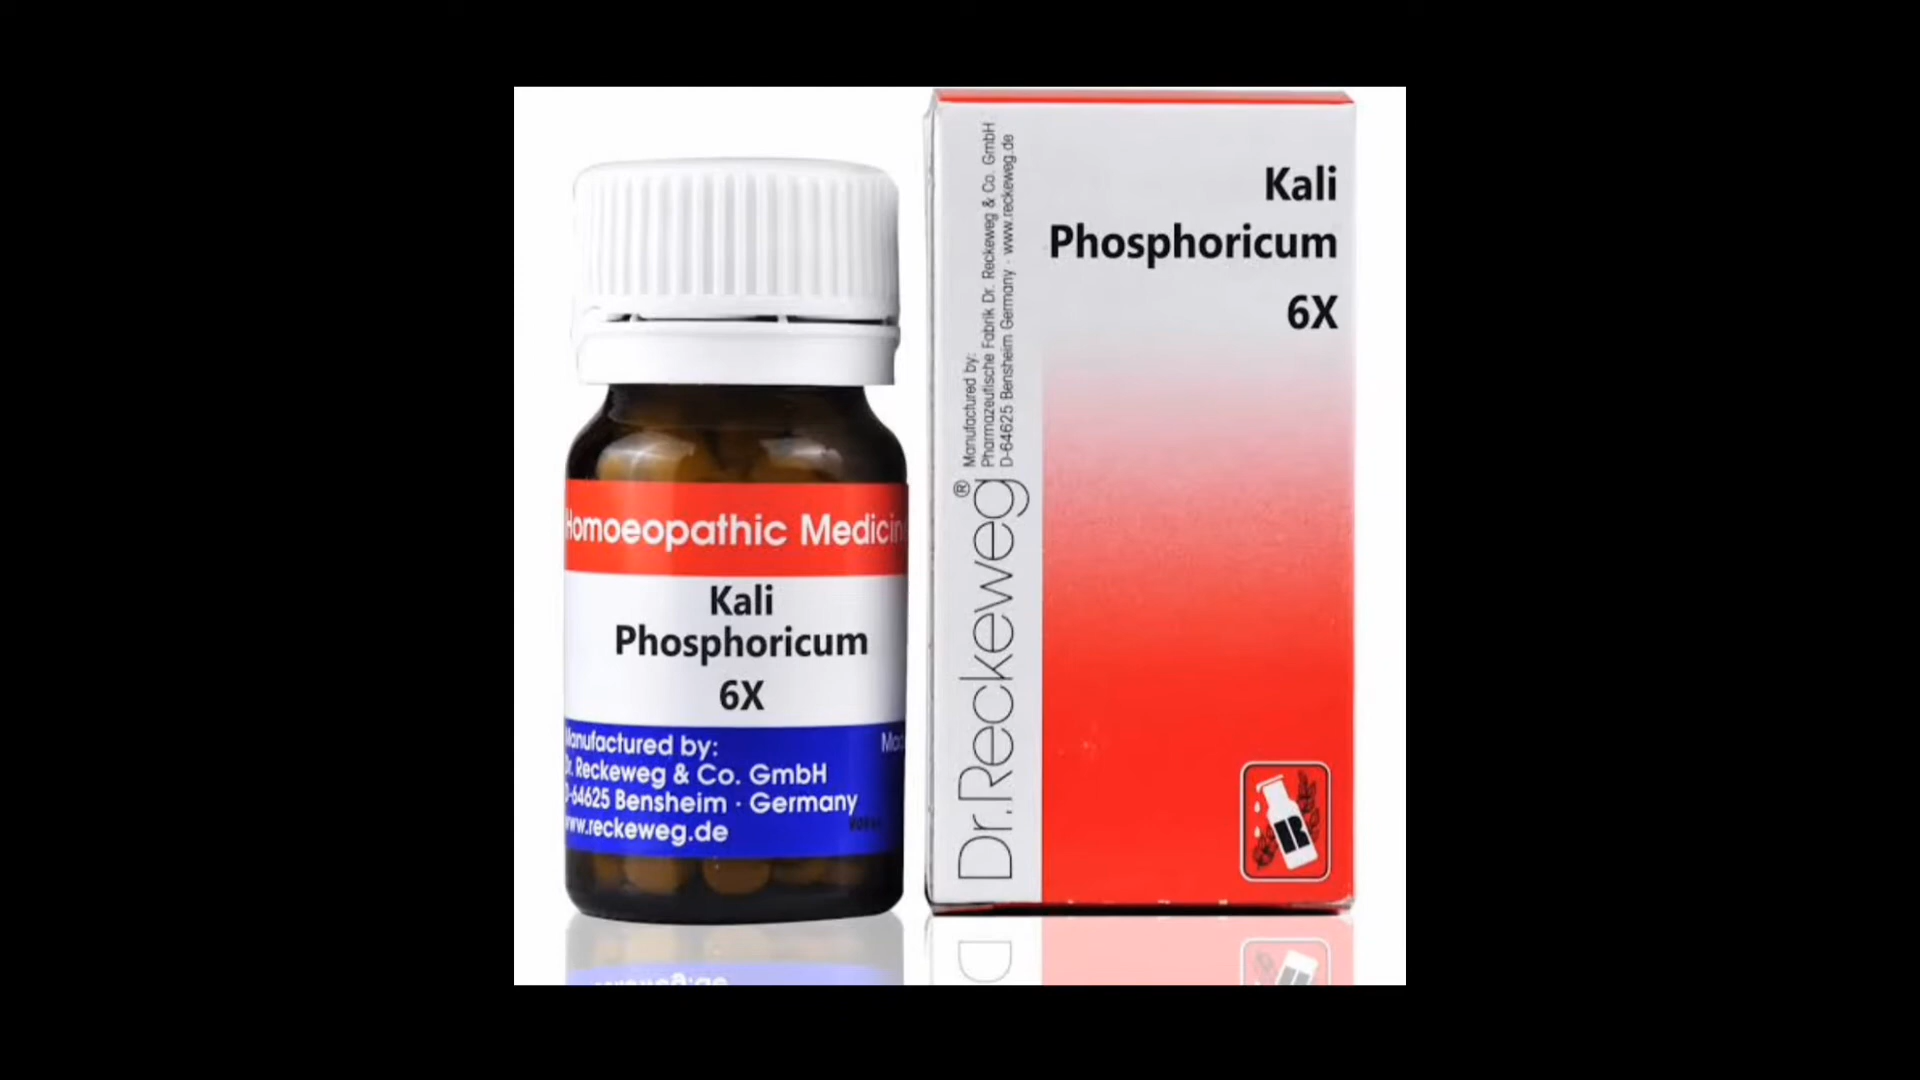 Homoeopathic Medicin
Kali
Phosphoricum
6X
Manufactured by:
Dr. Reckeweg & Co. GmbH
D-64625 Bensheim · Germany
www.reckeweg.de
Dr.Reckeweg®
Manufactured by:
Pharmazeutische Fabrik Dr. Reckeweg & Co. GmbH
D-64625 Bensheim Germany · www.reckeweg.de
Kali
Phosphoricum
6X